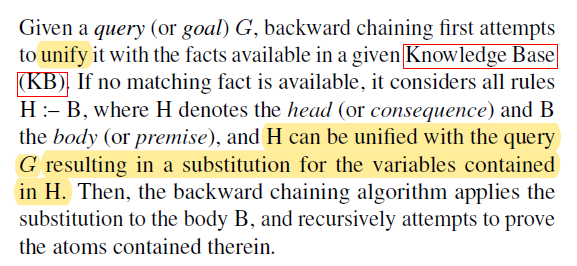 Given a query (or goal) G, backward chaining first attempts
to unify it with the facts available in a given Knowledge Base
(KB). If no matching fact is available, it considers all rules
H :– B, where H denotes the head (or consequence) and B
the body (or premise), and H can be unified with the query
G resulting in a substitution for the variables contained
in H. Then, the backward chaining algorithm applies the
substitution to the body B, and recursively attempts to prove
the atoms contained therein.